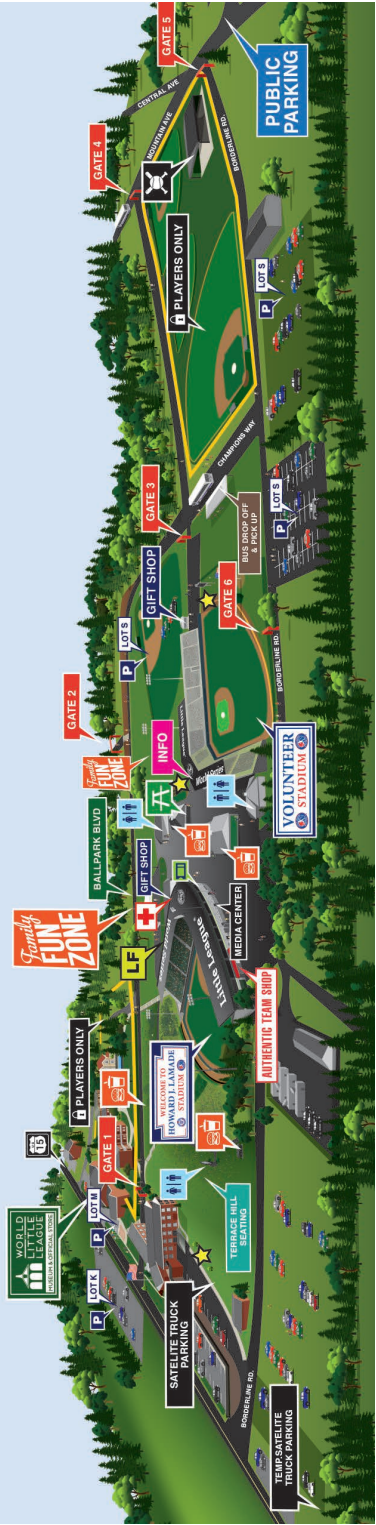 WORLD
LITTLE
LEAGUE
MUSEUM & OFFICIAL STORE
15
P LOT K
P LOT M
SATELITE TRUCK
PARKING
TEMP. SATELITE
TRUCK PARKING
BORDERLINE RD.
GATE 1
PLAYERS ONLY
TERRACE HILL
SEATING
WELCOME TO
HOWARD J. LAMADE
STADIUM
Family
FUN
ZONE
LF
Little League
AUTHENTIC TEAM SHOP
MEDIA CENTER
GIFT SHOP
BALLPARK BLVD
Family
FUN
ZONE
INFO
World Series
Little League
GATE 2
VOLUNTEER
STADIUM
P LOT S
GIFT SHOP
GATE 6
BORDERLINE RD.
GATE 3
BUS DROP OFF
& PICK UP
CHAMPIONS WAY
P LOT S
P LOT S
PLAYERS ONLY
GATE 4
MOUNTAIN AVE
CENTRAL AVE
BORDERLINE RD.
GATE 5
PUBLIC
PARKING